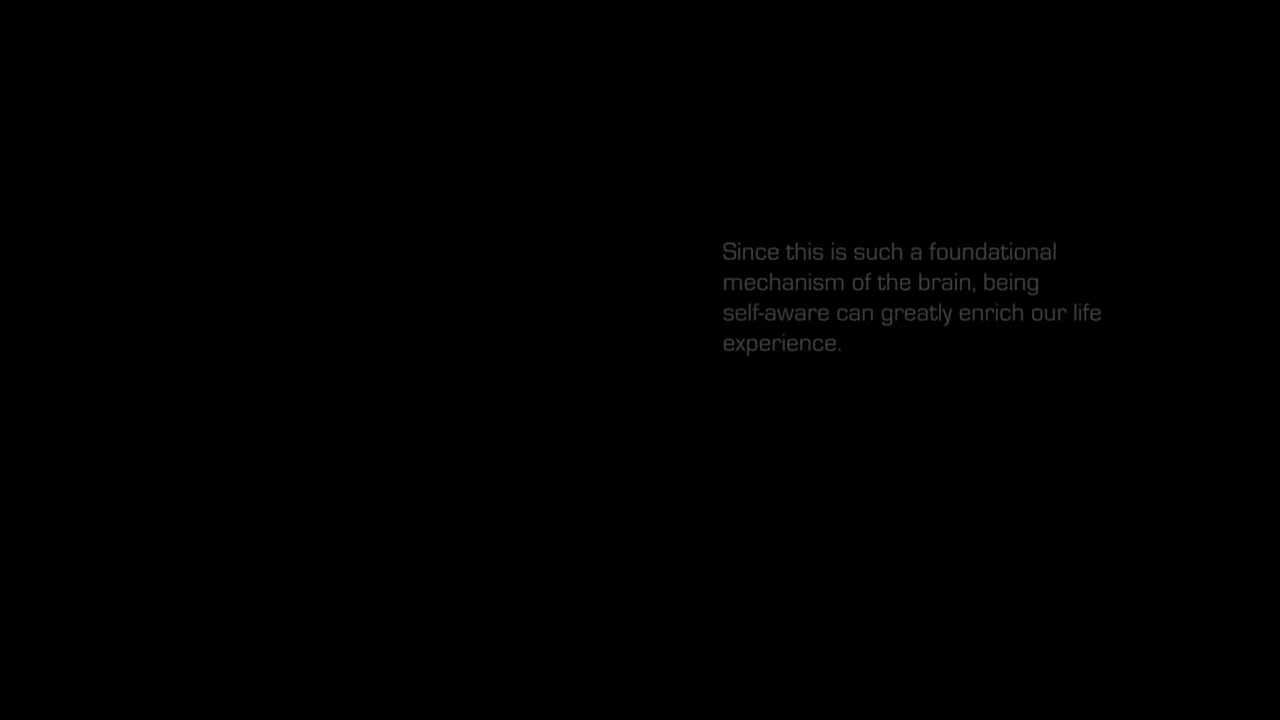 Since this is such a foundational
mechanism of the brain, being
self-aware can greatly enrich our life
experience.